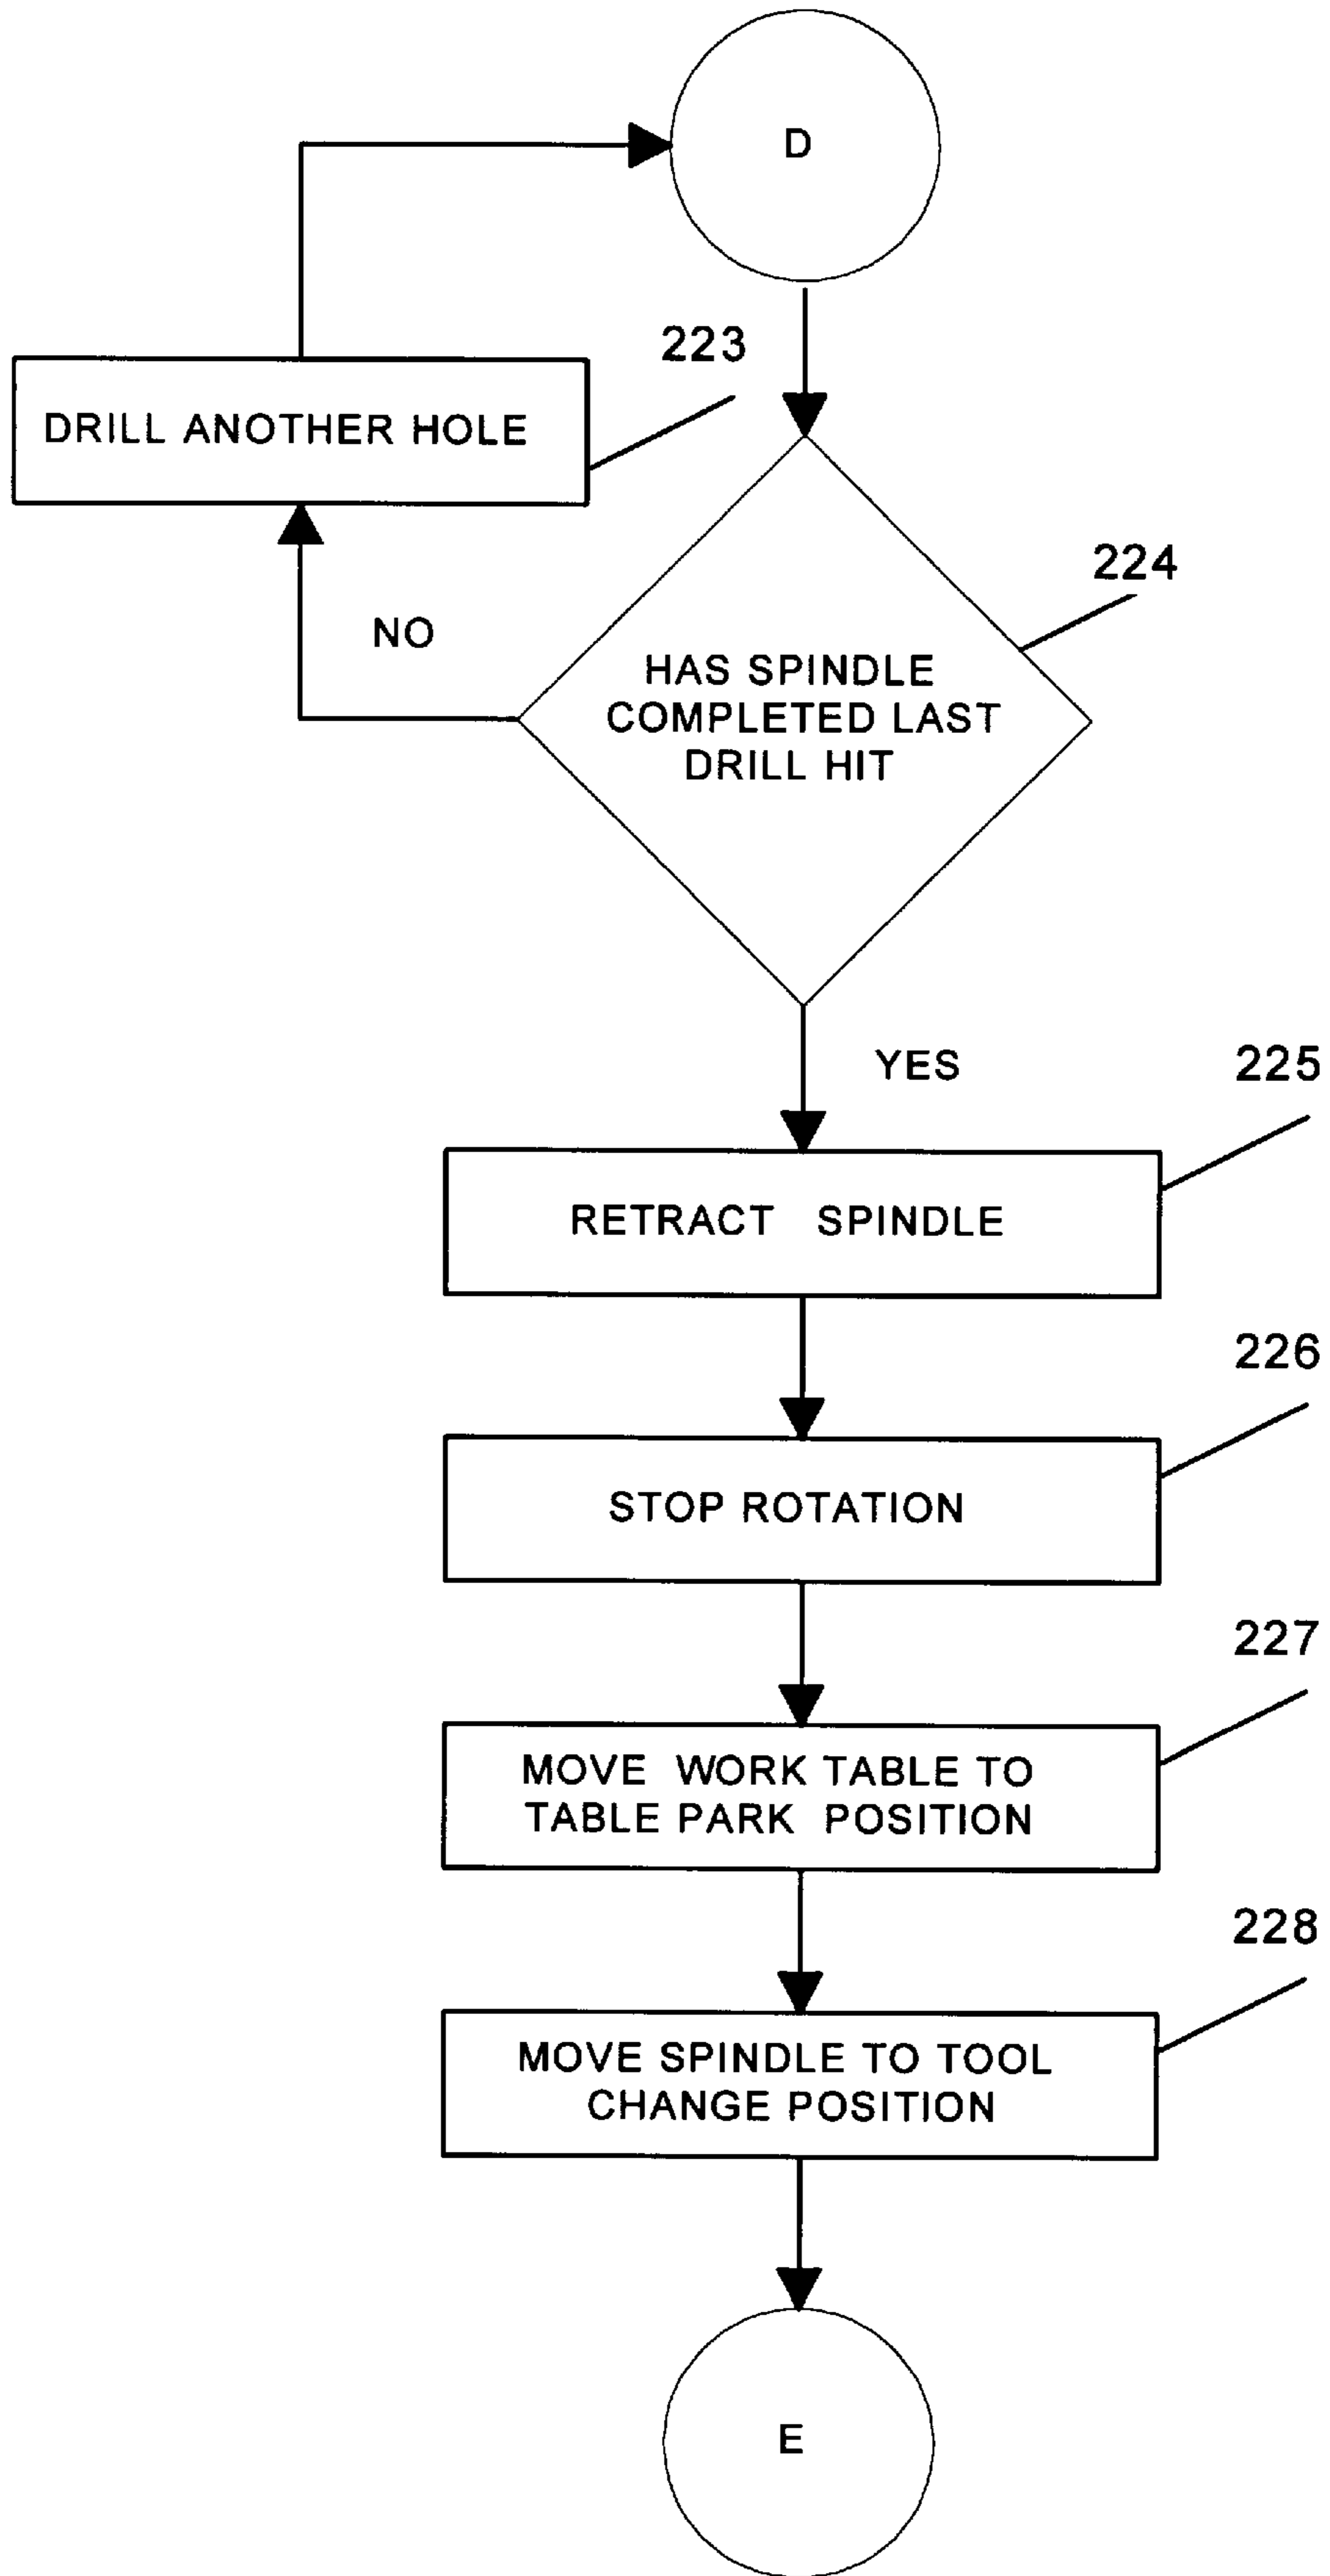 D
223
DRILL ANOTHER HOLE
224
NO
HAS SPINDLE
COMPLETED LAST
DRILL HIT
YES
225
RETRACT SPINDLE
226
STOP ROTATION
227
MOVE WORK TABLE TO
TABLE PARK POSITION
228
MOVE SPINDLE TO TOOL
CHANGE POSITION
E